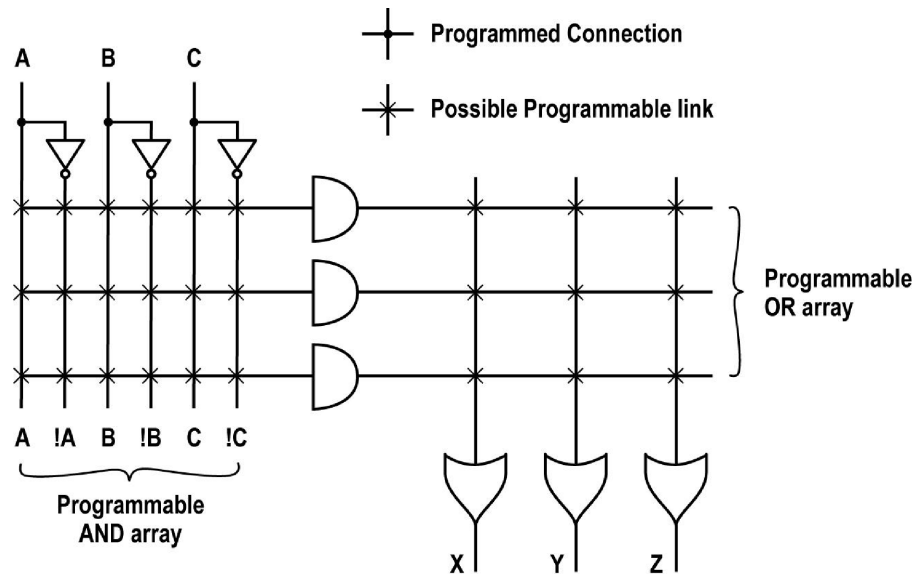 Programmed Connection
Possible Programmable link
A B C
Programmable
OR array
A !A B !B C !C
Programmable
AND array
X Y Z